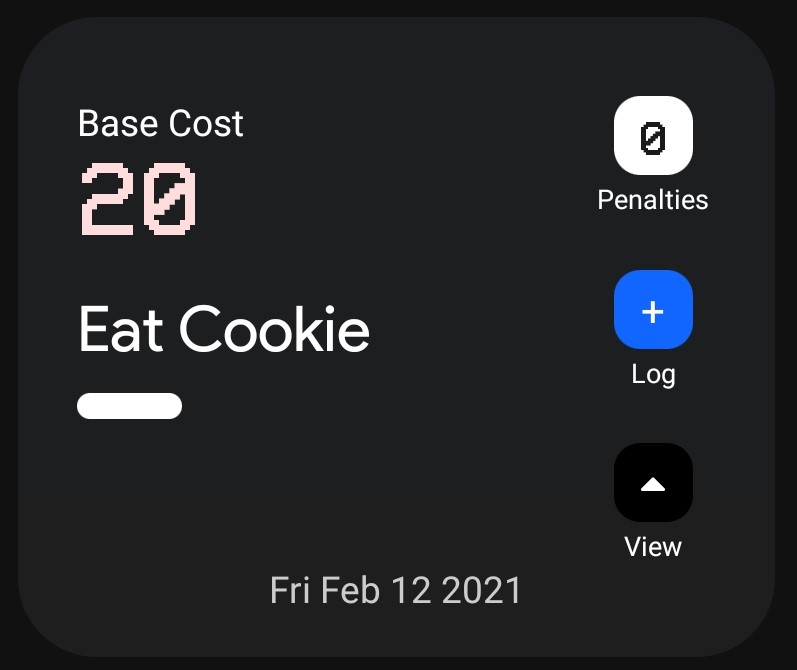 Base Cost
20
Eat Cookie
0
Penalties
+
Log
View
Fri Feb 12 2021